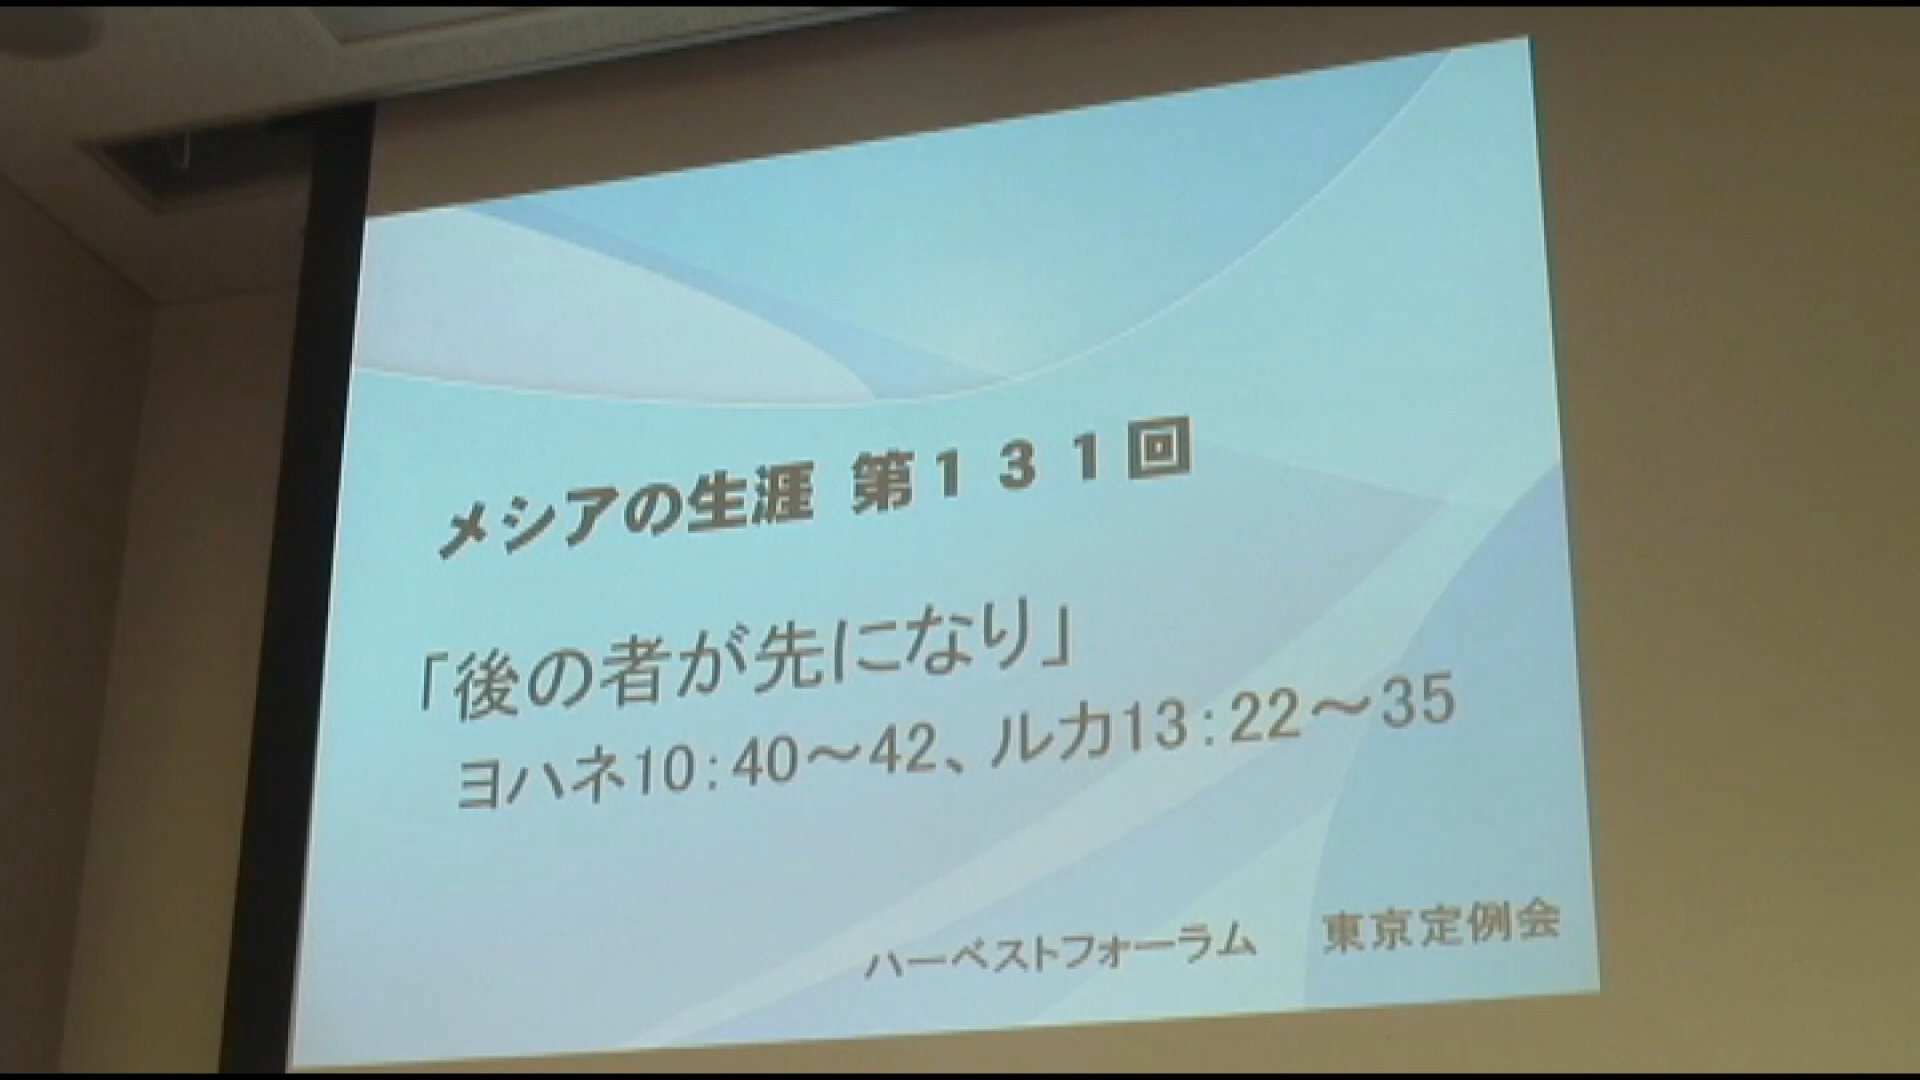 メシアの生涯 第１３１回
「後の者が先になり」
ヨハネ10：40～42、ルカ13：22～35
ハーベストフォーラム　東京定例会